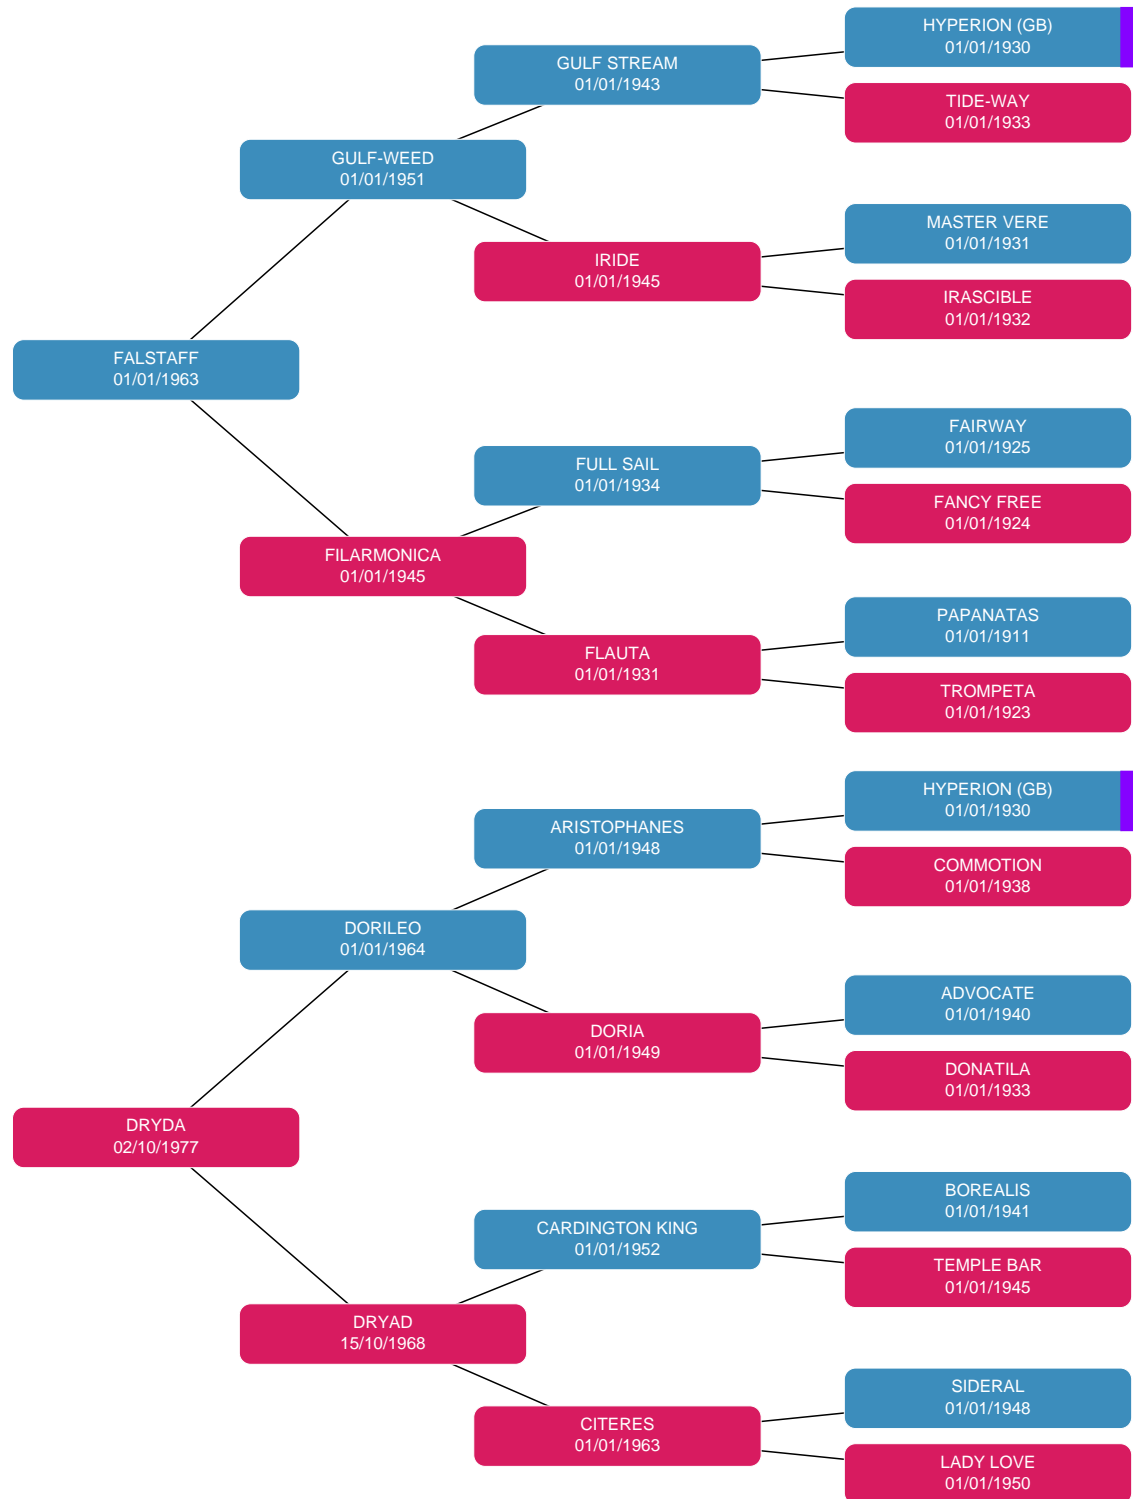 HYPERION (GB)
01/01/1930
GULF STREAM
01/01/1943
TIDE-WAY
01/01/1933
GULF-WEED
01/01/1951
MASTER VERE
01/01/1931
IRIDE
01/01/1945
IRASCIBLE
01/01/1932
FALSTAFF
01/01/1963
FAIRWAY
01/01/1925
FULL SAIL
01/01/1934
FANCY FREE
01/01/1924
FILARMONICA
01/01/1945
PAPANATAS
01/01/1911
FLAUTA
01/01/1931
TROMPETA
01/01/1923
HYPERION (GB)
01/01/1930
ARISTOPHANES
01/01/1948
COMMOTION
01/01/1938
DORILEO
01/01/1964
ADVOCATE
01/01/1940
DORIA
01/01/1949
DONATILA
01/01/1933
DRYDA
02/10/1977
BOREALIS
01/01/1941
CARDINGTON KING
01/01/1952
TEMPLE BAR
01/01/1945
DRYAD
15/10/1968
SIDERAL
01/01/1948
CITERES
01/01/1963
LADY LOVE
01/01/1950